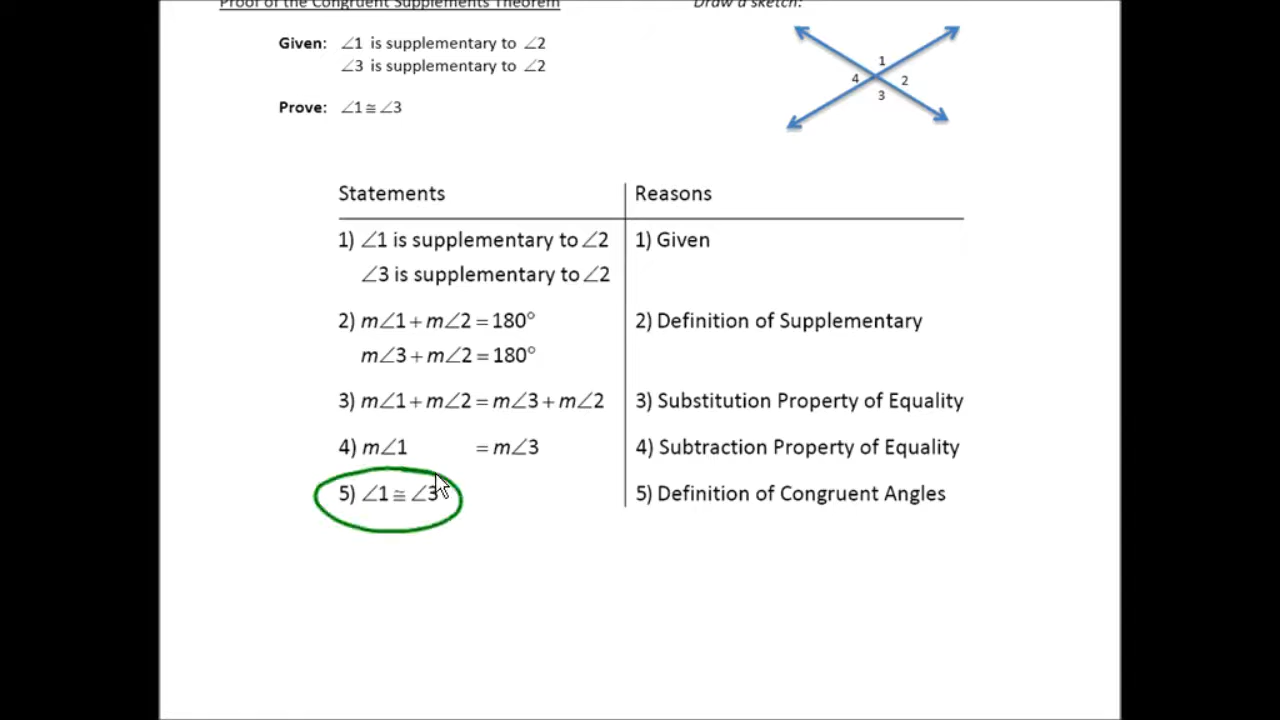 Proof of the Congruent Supplements Theorem
Draw a sketch:
Given: ∠1 is supplementary to ∠2
∠3 is supplementary to ∠2
Prove: ∠1 ≅ ∠3
1
4 2
3
Statements Reasons
1) ∠1 is supplementary to ∠2 1) Given
∠3 is supplementary to ∠2
2) m∠1 + m∠2 = 180° 2) Definition of Supplementary
m∠3 + m∠2 = 180°
3) m∠1 + m∠2 = m∠3 + m∠2 3) Substitution Property of Equality
4) m∠1 = m∠3 4) Subtraction Property of Equality
5) ∠1 ≅ ∠3 5) Definition of Congruent Angles